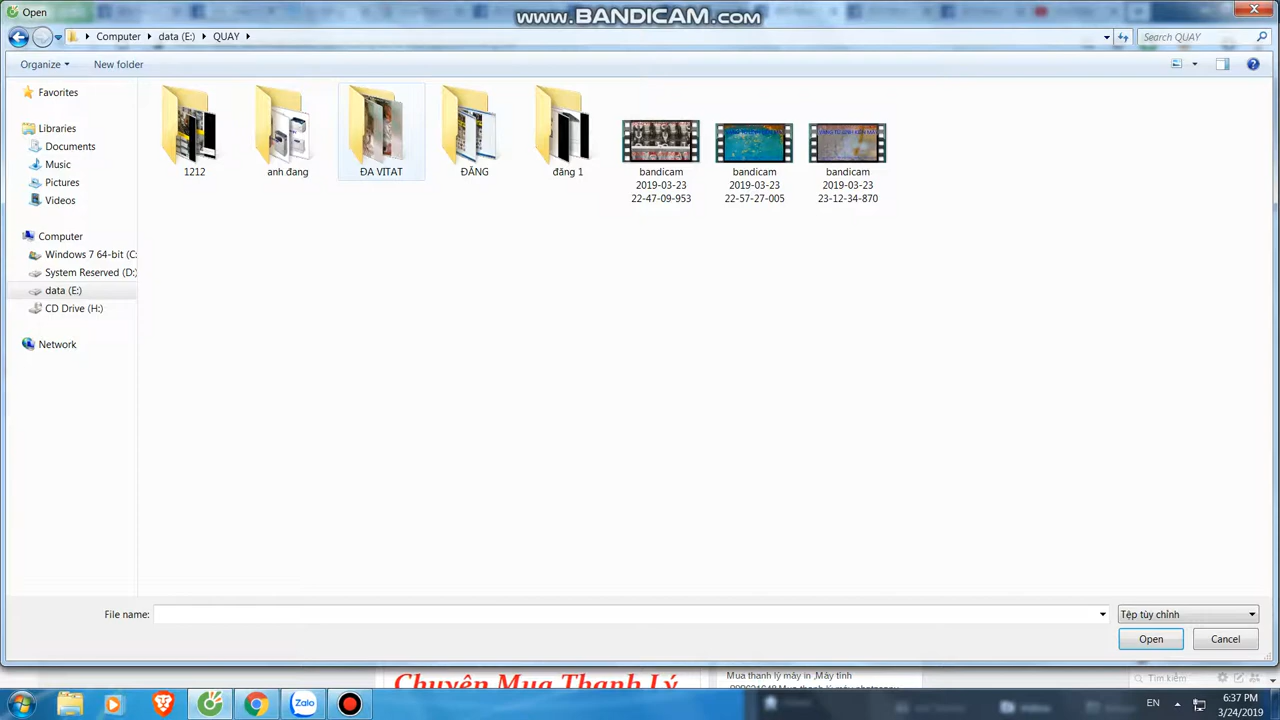 Open
www.BANDICAM.com
Computer
data (E:)
QUAY
Search QUAY
Organize
New folder
Favorites
Libraries
Documents
Music
Pictures
Videos
Computer
Windows 7 64-bit (C:
System Reserved (D:)
data (E:)
CD Drive (H:)
Network
1212
anh đang
ĐA VITAT
ĐĂNG
đăng 1
bandicam
2019-03-23
22-47-09-953
bandicam
2019-03-23
22-57-27-005
bandicam
2019-03-23
23-12-34-870
File name:
Tệp tùy chỉnh
Open
Cancel
Chuyên Mua Thanh Lý
Mua thanh lý máy in ,Máy tính
Tìm kiếm
Zalo
EN
6:37 PM
3/24/2019